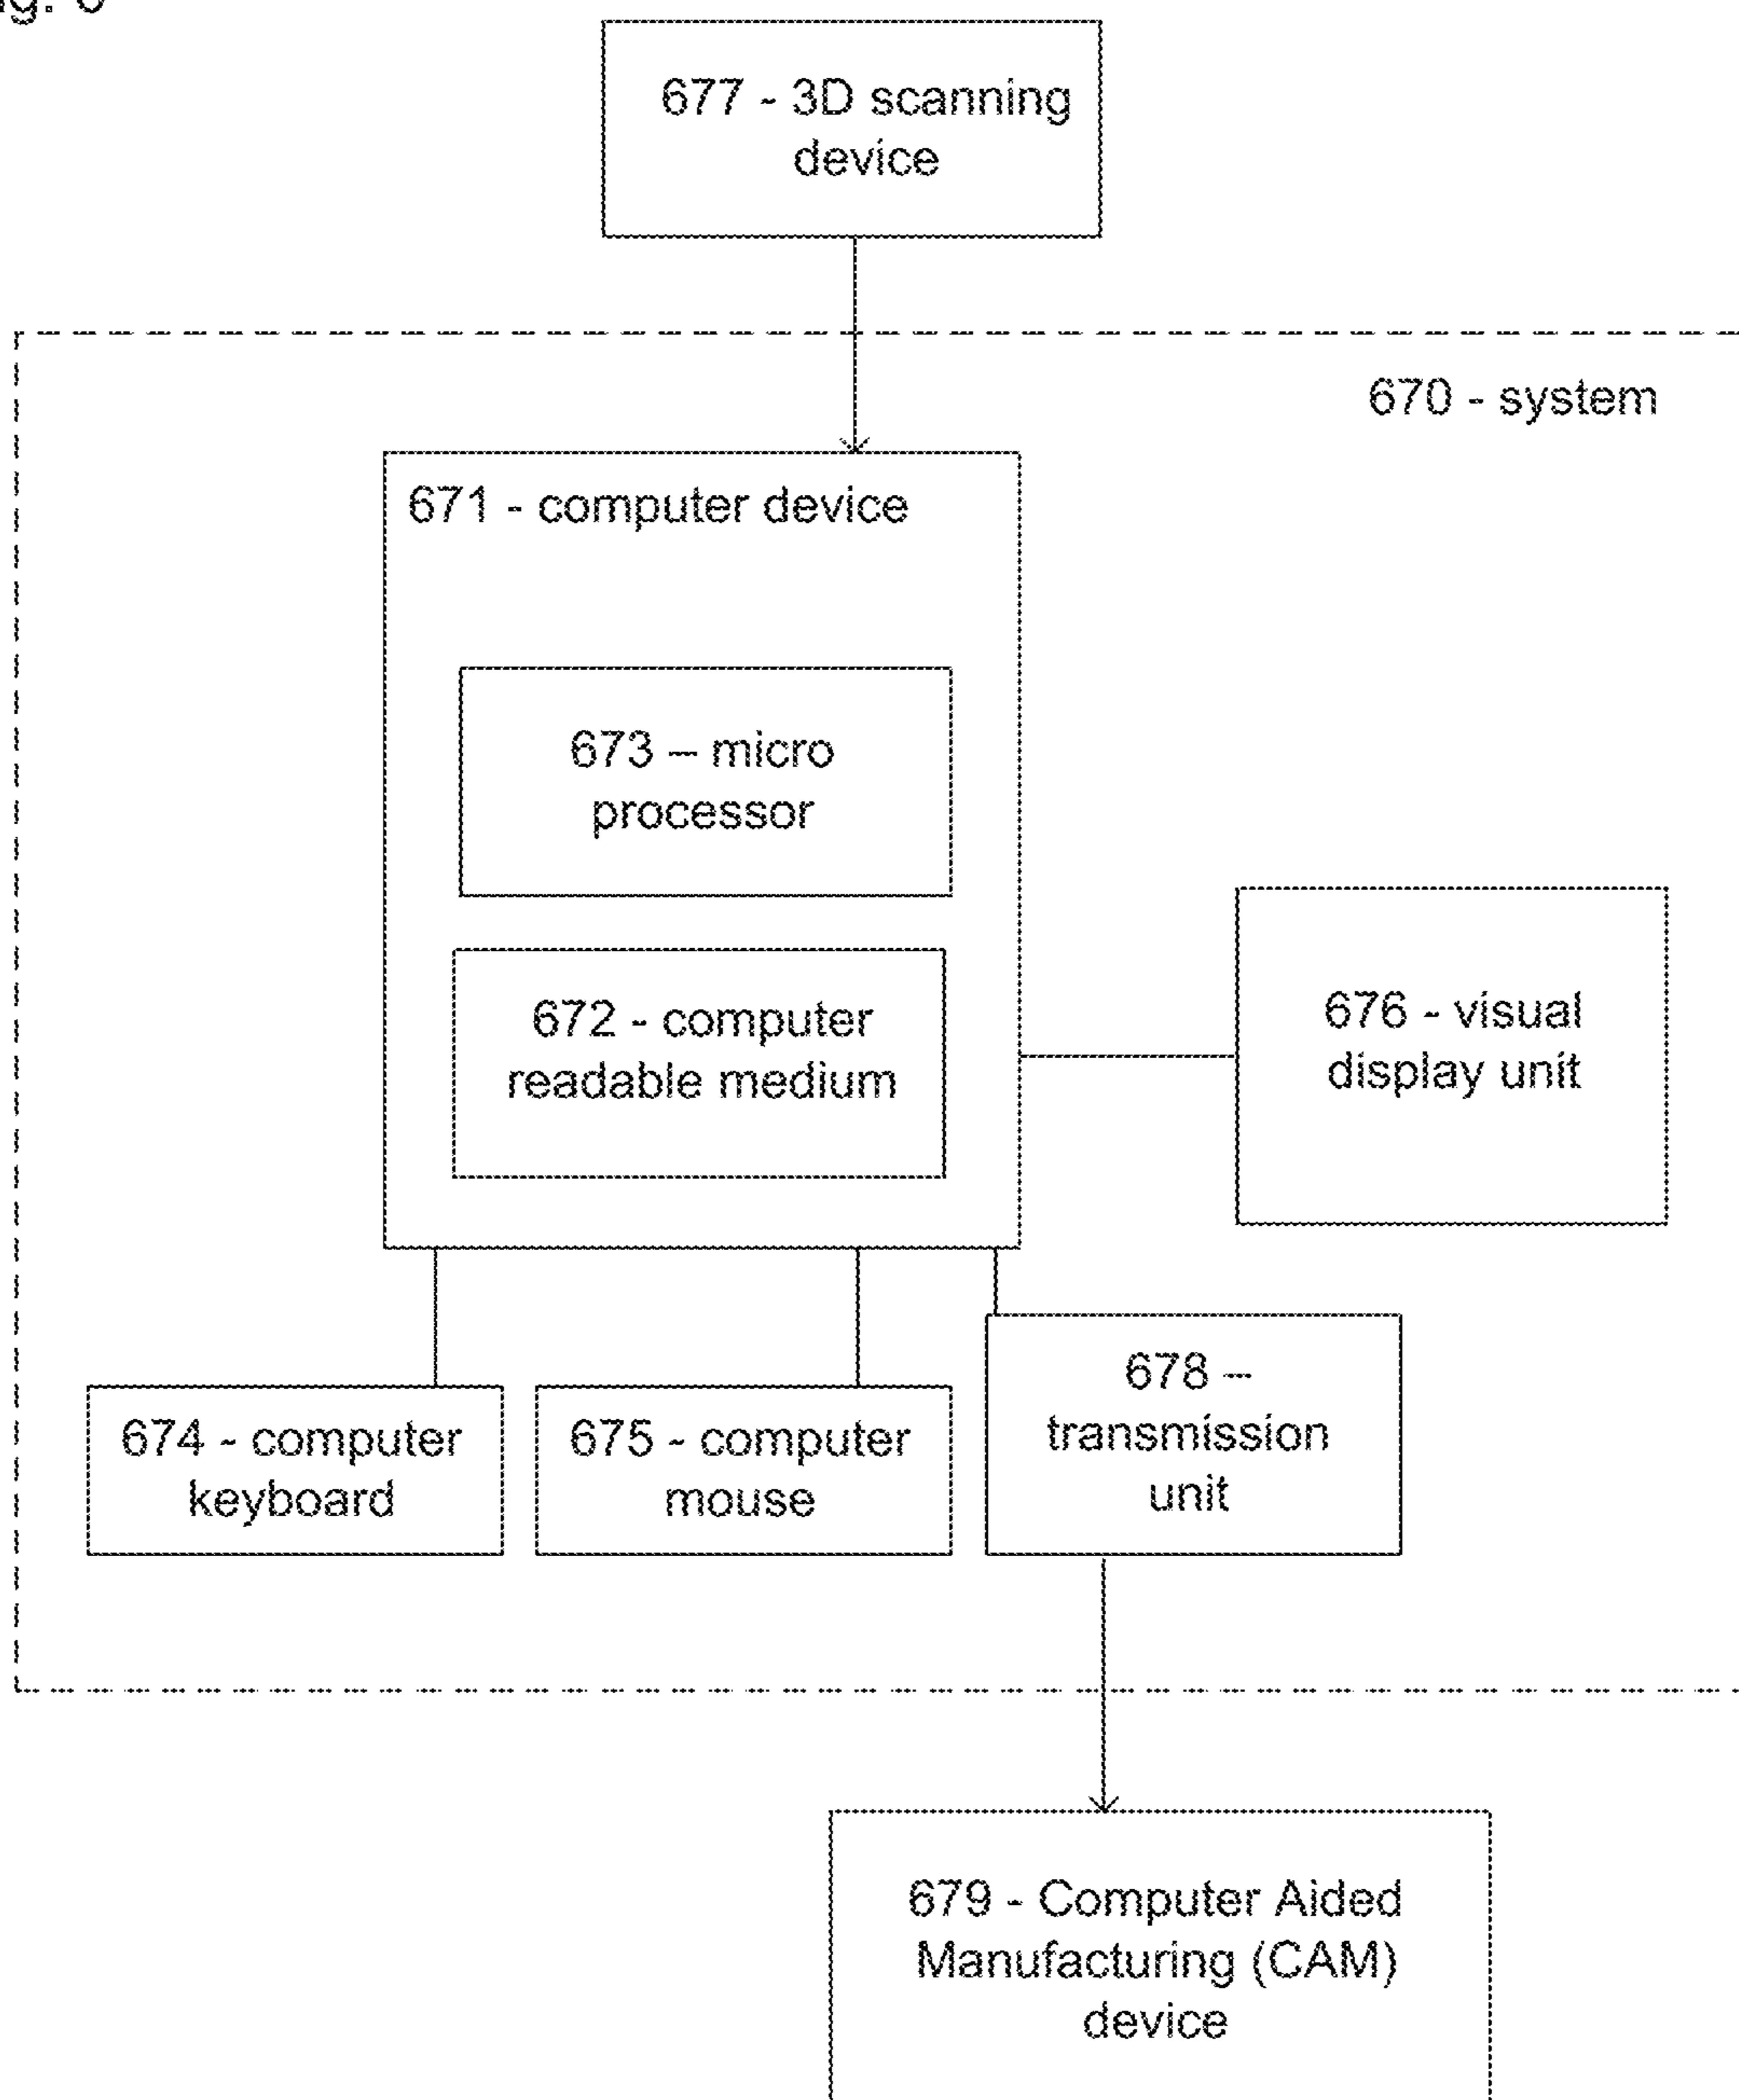 677 - 3D scanning
device
670 - system
671 - computer device
673 – micro
processor
672 - computer
readable medium
676 - visual
display unit
674 - computer
keyboard
675 - computer
mouse
678 –
transmission
unit
679 - Computer Aided
Manufacturing (CAM)
device